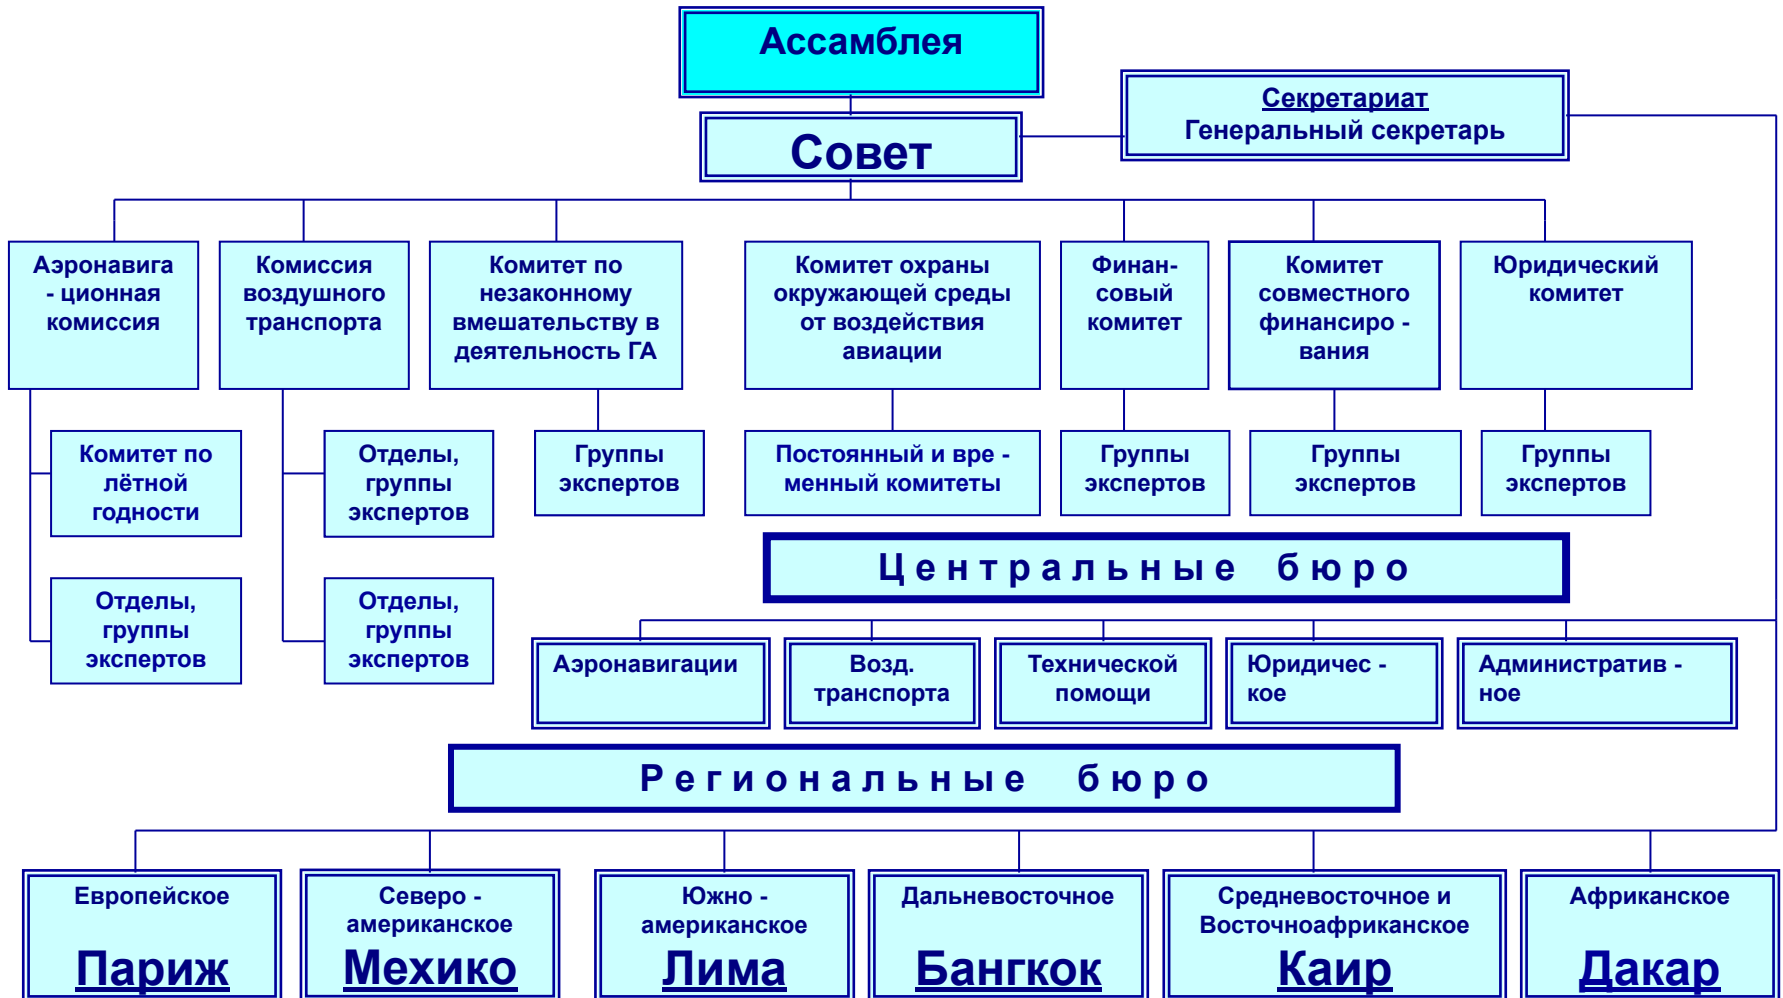 Ассамблея
Секретариат
Генеральный секретарь
Совет
Аэронавига
- ционная
комиссия
Комиссия
воздушного
транспорта
Комитет по
незаконному
вмешательству в
деятельность ГА
Комитет охраны
окружающей среды
от воздействия
авиации
Финан-
совый
комитет
Комитет
совместного
финансиро -
вания
Юридический
комитет
Комитет по
лётной
годности
Отделы,
группы
экспертов
Группы
экспертов
Постоянный и вре -
менный комитеты
Группы
экспертов
Группы
экспертов
Группы
экспертов
Отделы,
группы
экспертов
Отделы,
группы
экспертов
Центральные бюро
Аэронавигации
Возд.
транспорта
Технической
помощи
Юридичес -
кое
Административ -
ное
Региональные бюро
Европейское
Париж
Северо -
американское
Мехико
Южно -
американское
Лима
Дальневосточное
Бангкок
Средневосточное и
Восточноафриканское
Каир
Африканское
Дакар